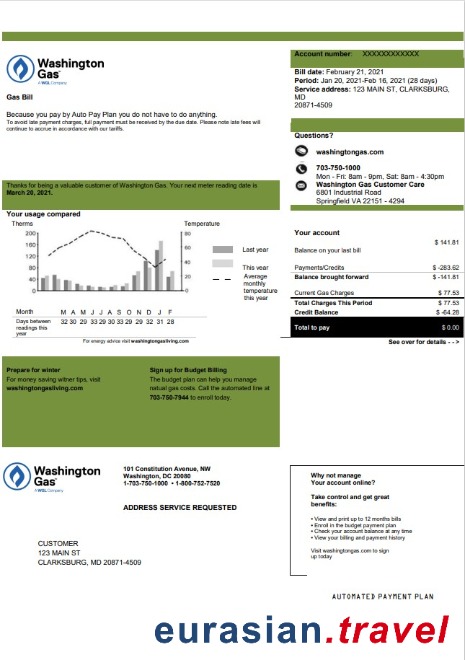 Washington
Gas
A WGL Company
Account number: XXXXXXXXXXXX
Bill date: February 21, 2021
Period: Jan 20, 2021-Feb 16, 2021 (28 days)
Service address: 123 MAIN ST, CLARKSBURG,
MD
20871-4509
Gas Bill
Because you pay by Auto Pay Plan you do not have to do anything.
To avoid late payment charges, full payment must be received by the due date. Please note late fees will
continue to accrue in accordance with our tariffs.
Questions?
washingtongas.com
703-750-1000
Mon - Fri: 8am - 9pm, Sat: 8am - 4:30pm
Washington Gas Customer Care
6801 Industrial Road
Springfield VA 22151 - 4294
Thanks for being a valuable customer of Washington Gas. Your next meter reading date is
March 20, 2021.
Your usage compared
Therms
Temperature
200
160
120
80
40
0
80
60
40
20
0
Last year
This year
Average
monthly
temperature
this year
Month M A M J J A S O N D J F
Days between
readings this
year
32 30 29 33 29 33 30 29 30 32 31 28
For energy advice visit washingtongasliving.com
Your account
Balance on your last bill $ 141.81
Payments/Credits $ -283.62
Balance brought forward $ -141.81
Current Gas Charges $ 77.53
Total Charges This Period $ 77.53
Credit Balance $ -64.28
Total to pay $ 0.00
See over for details - - >
Prepare for winter
For money saving witner tips, visit
washingtongasliving.com
Sign up for Budget Billing
The budget plan can help you manage
natual gas costs. Call the automated line at
703-750-7944 to enroll today.
Washington
Gas
A WGL Company
101 Constitution Avenue, NW
Washington, DC 20080
1-703-750-1000 • 1-800-752-7520
ADDRESS SERVICE REQUESTED
CUSTOMER
123 MAIN ST
CLARKSBURG, MD 20871-4509
Why not manage
Your account online?
Take control and get great
benefits:
• View and print up to 12 months bills
• Enroll in the budget payment plan
• Check your account balance at any time
• View your billing and payment history
Visit washingtongas.com to sign
up today.
AUTOMATED PAYMENT PLAN
eurasian.travel